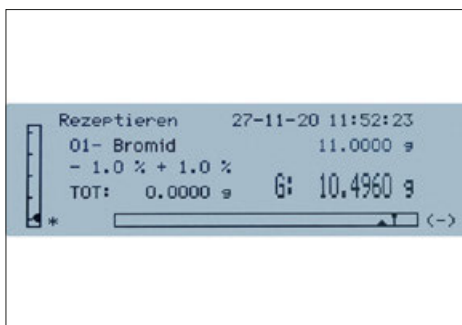 Rezeptieren 27-11-20 11:52:23
01- Bromid 11.0000 g
- 1.0 % + 1.0 %
TOT: 0.0000 g G: 10.4960 g
* (-)